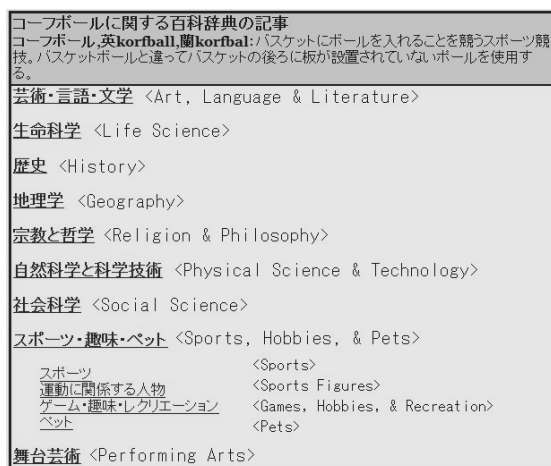 コーフボールに関する百科辞典の記事
コーフボール,英korfball,蘭korfbal:バスケットにボールを入れることを競うスポーツ競
技。バスケットボールと違ってバスケットの後ろに板が設置されていないボールを使用す
る。
芸術・言語・文学 <Art, Language & Literature>
生命科学 <Life Science>
歴史 <History>
地理学 <Geography>
宗教と哲学 <Religion & Philosophy>
自然科学と科学技術 <Physical Science & Technology>
社会科学 <Social Science>
スポーツ・趣味・ペット <Sports, Hobbies, & Pets>
スポーツ <Sports>
運動に関係する人物 <Sports Figures>
ゲーム・趣味・レクリエーション <Games, Hobbies, & Recreation>
ペット <Pets>
舞台芸術 <Performing Arts>